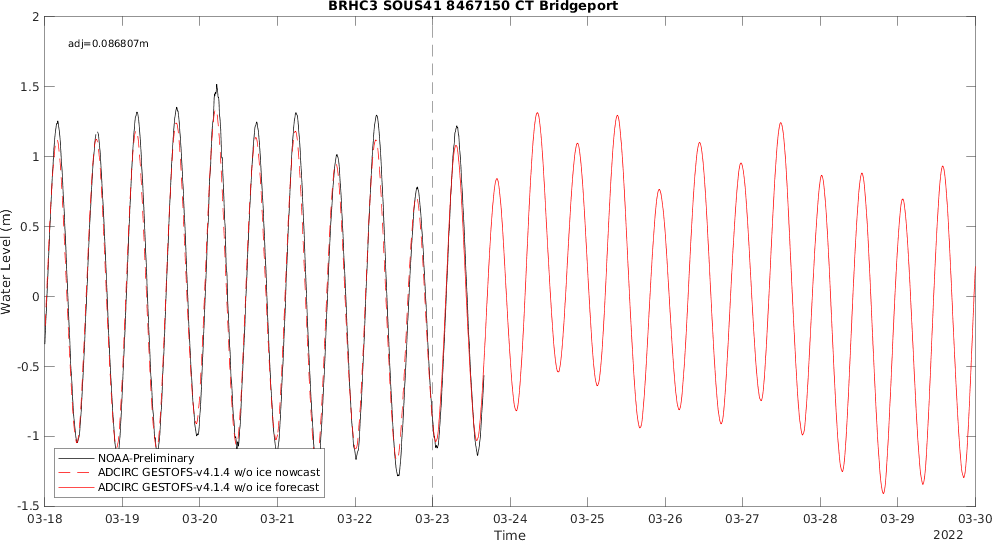 BRHC3 SOUS41 8467150 CT Bridgeport
adj=0.086807m
Water Level (m)
2
1.5
1
0.5
0
-0.5
-1
-1.5
NOAA-Preliminary
ADCIRC GESTOFS-v4.1.4 w/o ice nowcast
ADCIRC GESTOFS-v4.1.4 w/o ice forecast
03-18 03-19 03-20 03-21 03-22 03-23 03-24 03-25 03-26 03-27 03-28 03-29 03-30
Time
2022